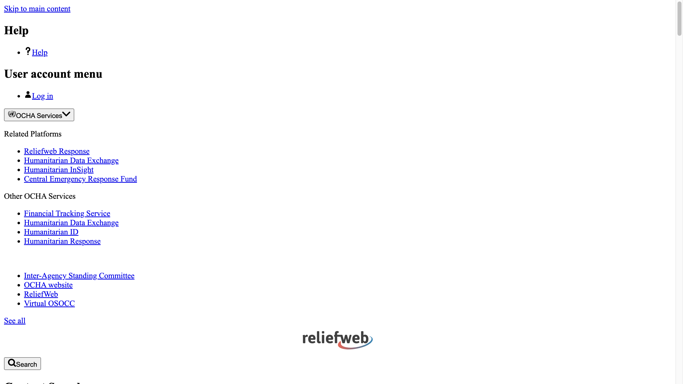 Skip to main content
Help
Help
User account menu
Log in
OCHA Services
Related Platforms
Reliefweb Response
Humanitarian Data Exchange
Humanitarian InSight
Central Emergency Response Fund
Other OCHA Services
Financial Tracking Service
Humanitarian Data Exchange
Humanitarian ID
Humanitarian Response
Inter-Agency Standing Committee
OCHA website
ReliefWeb
Virtual OSOCC
See all
reliefweb
Search